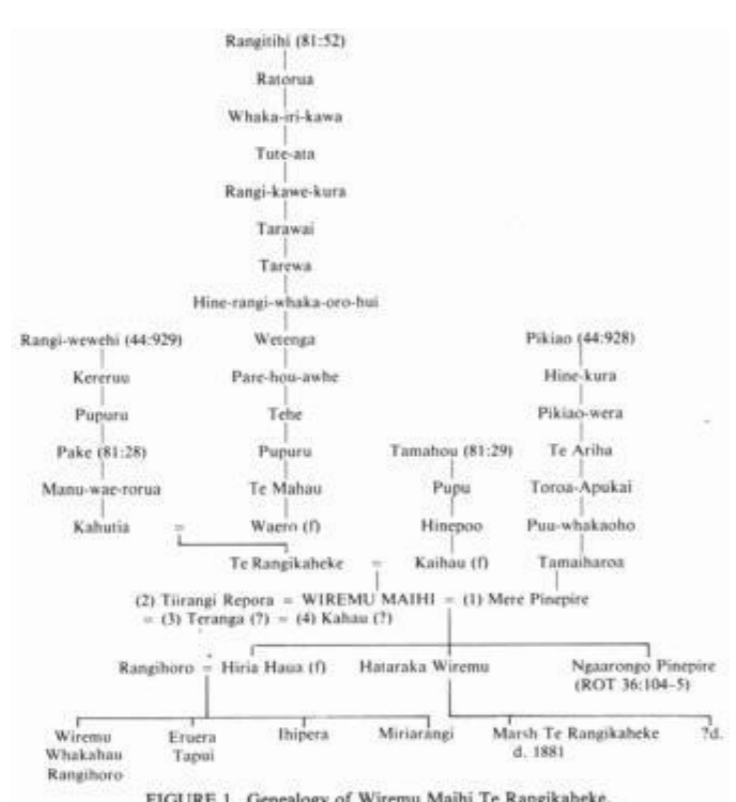 Rangitihi (81:52)
Ratorua
Whaka-iri-kawa
Tute-ata
Rangi-kawe-kura
Tarawai
Tarewa
Hine-rangi-whaka-oro-hui
Rangi-wewehi (44:929) Wetenga Pikiao (44:928)
Kereruu Pare-hou-awhe Hine-kura
Pupuru Tehe Pikiao-wera
Pake (81:28) Pupuru Tamahou (81:29) Te Ariha
Manu-wae-rorua Te Mahau Pupu Toroa-Apukai
Kahutia = Waero (f) Hinepoo Puu-whakaoho
Te Rangikaheke = Kaihau (f) Tamaiharoa
(2) Tiirangi Repora = WIREMU MAIHI = (1) Mere Pinepire
= (3) Teranga (?) = (4) Kahau (?)
Rangihoro = Hiria Haua (f) Hataraka Wiremu Ngaarongo Pinepire
(ROT 36:104-5)
Wiremu Eruera Ihipera Miriarangi Marsh Te Rangikaheke ?d.
Whakahau Tapui d. 1881
Rangihoro
FIGURE 1. Genealogy of Wiremu Maihi Te Rangikaheke.